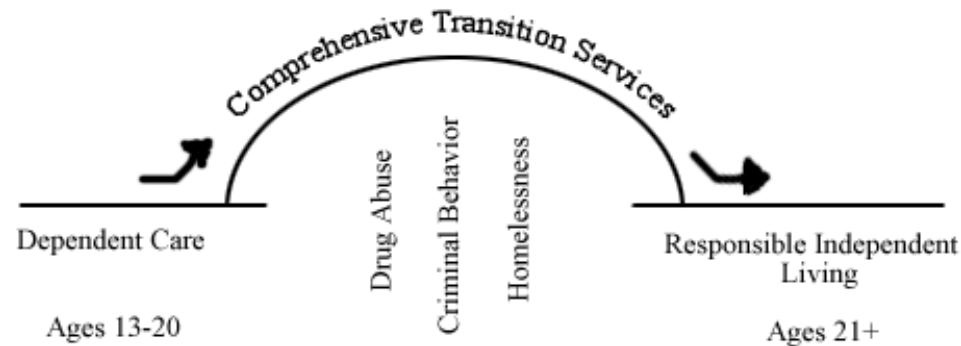 Comprehensive Transition Services
Dependent Care
Ages 13-20
Drug Abuse
Criminal Behavior
Homelessness
Responsible Independent
Living
Ages 21+